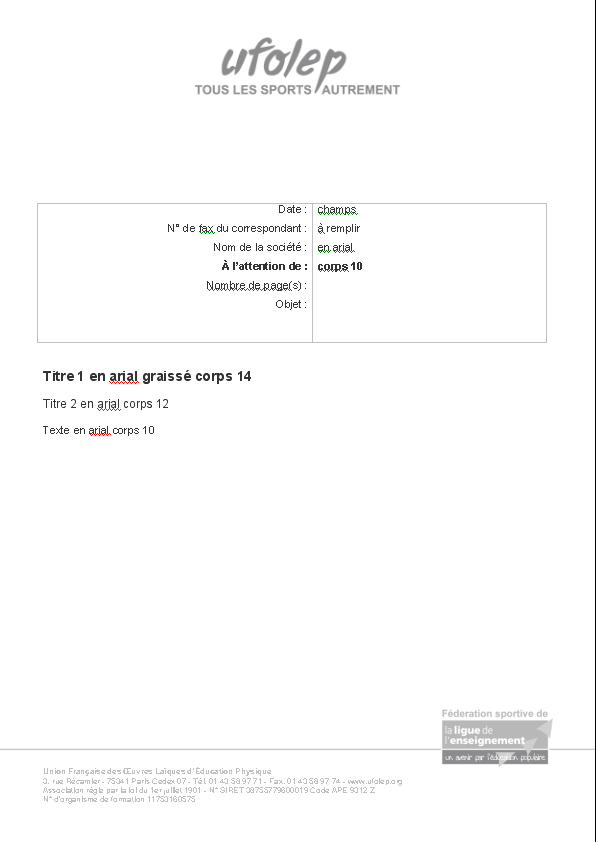 ufolep
TOUS LES SPORTS AUTREMENT
Date : champs
N° de fax du correspondant : à remplir
Nom de la société : en arial
À l'attention de : corps 10
Nombre de page(s) :
Objet :
Titre 1 en arial graissé corps 14
Titre 2 en arial corps 12
Texte en arial corps 10
Féderation sportive de
la ligue de
l'enseignement
un avenir par l'éducation populaire
Union Française des Œuvres Laïques d'Éducation Physique
3, rue Récamier - 75341 Paris Cedex 07 - Tél. 01 43 58 97 71 - Fax. 01 43 58 97 74 - www.ufolep.org
Association régie par la loi du 1er juillet 1901 - N° SIRET 38755779600019 Code APE 9312 Z
N° d'organisme de formation 11753160575